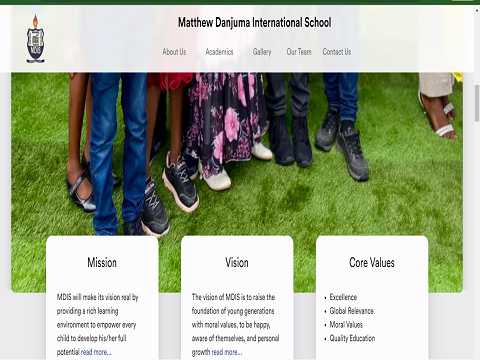 Matthew Danjuma International School
MDIS
About Us Academics Gallery Our Team Contact Us
Mission
MDIS will make its vision real by
providing a rich learning
environment to empower every
child to develop his/her full
potential read more...
Vision
The vision of MDIS is to raise the
foundation of young generations
with moral values, to be happy,
aware of themselves, and personal
growth read more...
Core Values
Excellence
Global Relevance
Moral Values
Quality Education